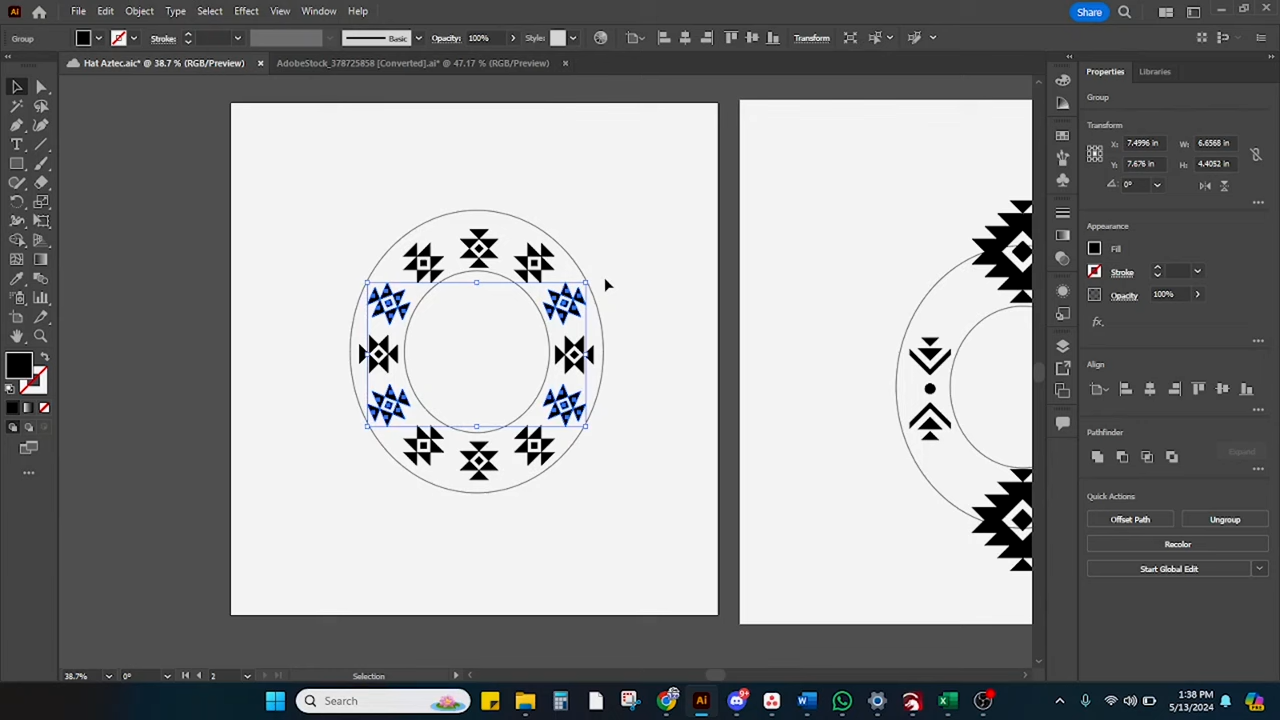 Ai File Edit Object Type Select Effect View Window Help Share
Group Stroke: Basic Opacity: 100% Style: Transform
Hat Aztec.aic* @ 38.7 % (RGB/Preview) × AdobeStock_378725858 [Converted].ai* @ 47.17 % (RGB/Preview) ×
Properties Libraries
Group
Transform
X: 7.4996 in W: 6.6568 in
Y: 7.676 in H: 4.4052 in
0°
Appearance
Fill
Stroke
Opacity 100%
fx.
Align
Pathfinder
Expand
Quick Actions
Offset Path Ungroup
Recolor
Start Global Edit
38.7% 0° 2 Selection
Search Ai 1:38 PM
5/13/2024